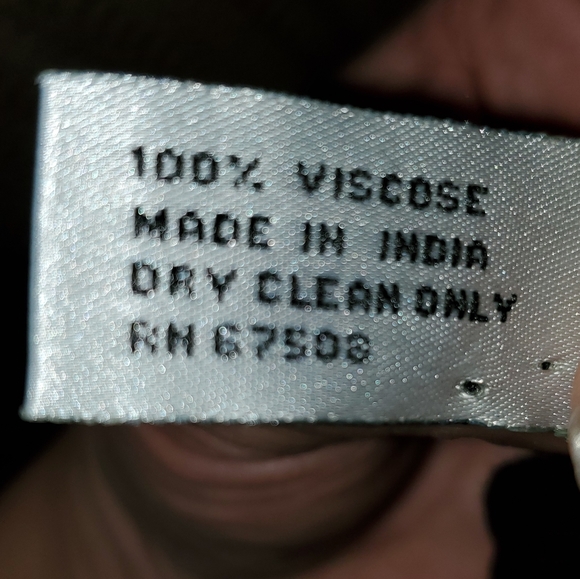 100% VISCOSE
MADE IN INDIA
DRY CLEAN ONLY
RN 67508